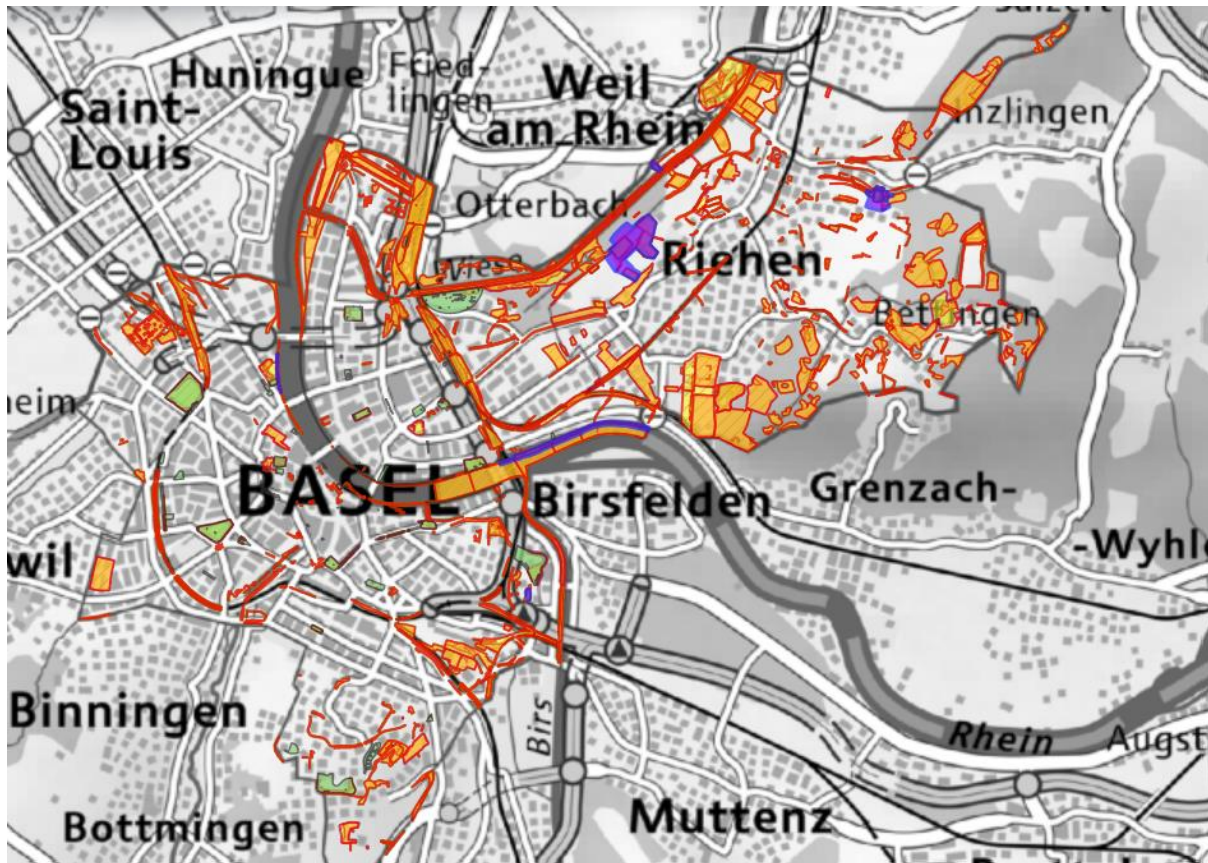 Huningue
Fried-
lingen
Weil
am Rhein
Saint-
Louis
Inzlingen
Otterbach
Wiese
Riehen
Bettingen
heim-
BASEL
Birsfelden
Grenzach-
-Wyhle
wil
Binningen
Birs
Rhein
Augst
Muttenz
Bottmingen